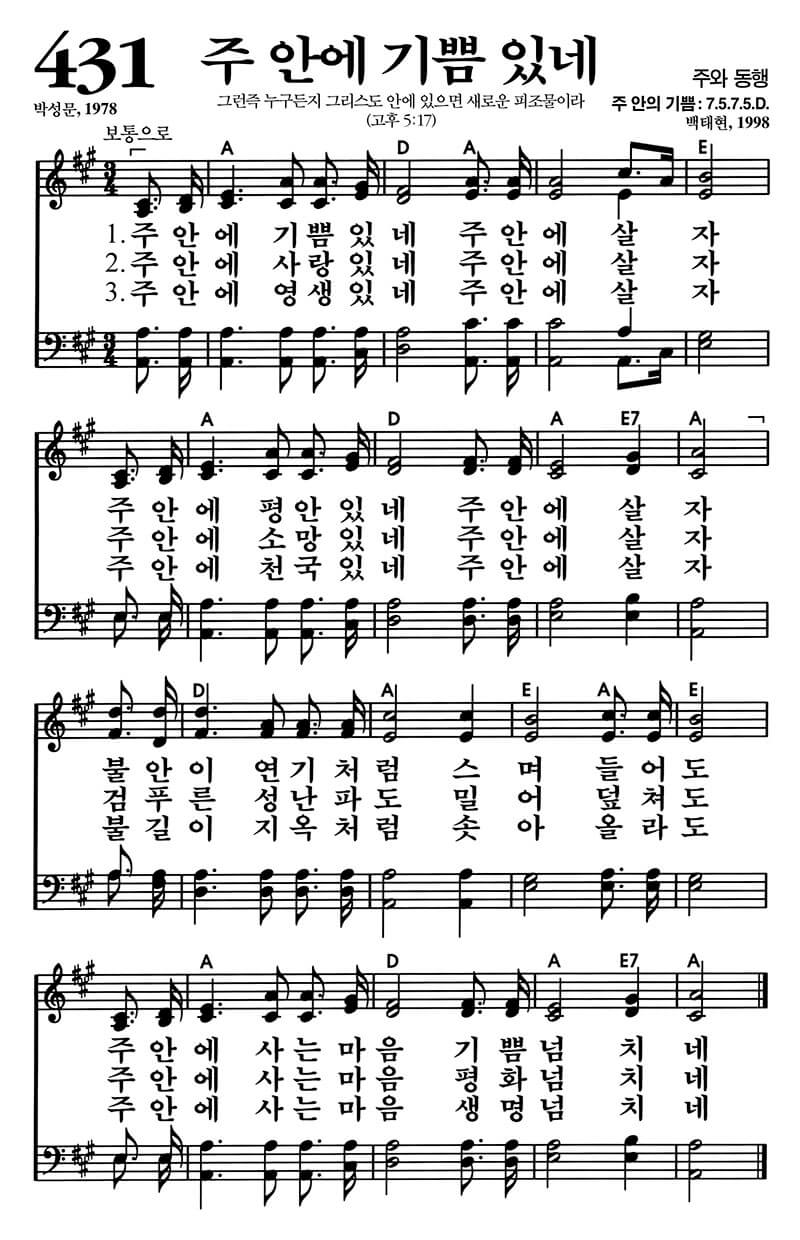 431 주 안에 기쁨 있네 주와 동행
박성문, 1978 그런즉 누구든지 그리스도 안에 있으면 새로운 피조물이라 주 안의 기쁨 : 7.5.7.5.D.
(고후 5:17) 백태현, 1998
보통으로
A D A E
3/4
1. 주 안 에 기 쁨 있 네 주 안 에 살 자
2. 주 안 에 사 랑 있 네 주 안 에 살 자
3. 주 안 에 영 생 있 네 주 안 에 살 자
3/4
A D A E7 A
주 안 에 평 안 있 네 주 안 에 살 자
주 안 에 소 망 있 네 주 안 에 살 자
주 안 에 천 국 있 네 주 안 에 살 자
D A E A E
불 안 이 연 기 처 럼 스 며 들 어 도
검 푸 른 성 난 파 도 밀 어 덮 쳐 도
불 길 이 지 옥 처 럼 솟 아 올 라 도
A D A E7 A
주 안 에 사 는 마 음 기 쁨 넘 치 네
주 안 에 사 는 마 음 평 화 넘 치 네
주 안 에 사 는 마 음 생 명 넘 치 네